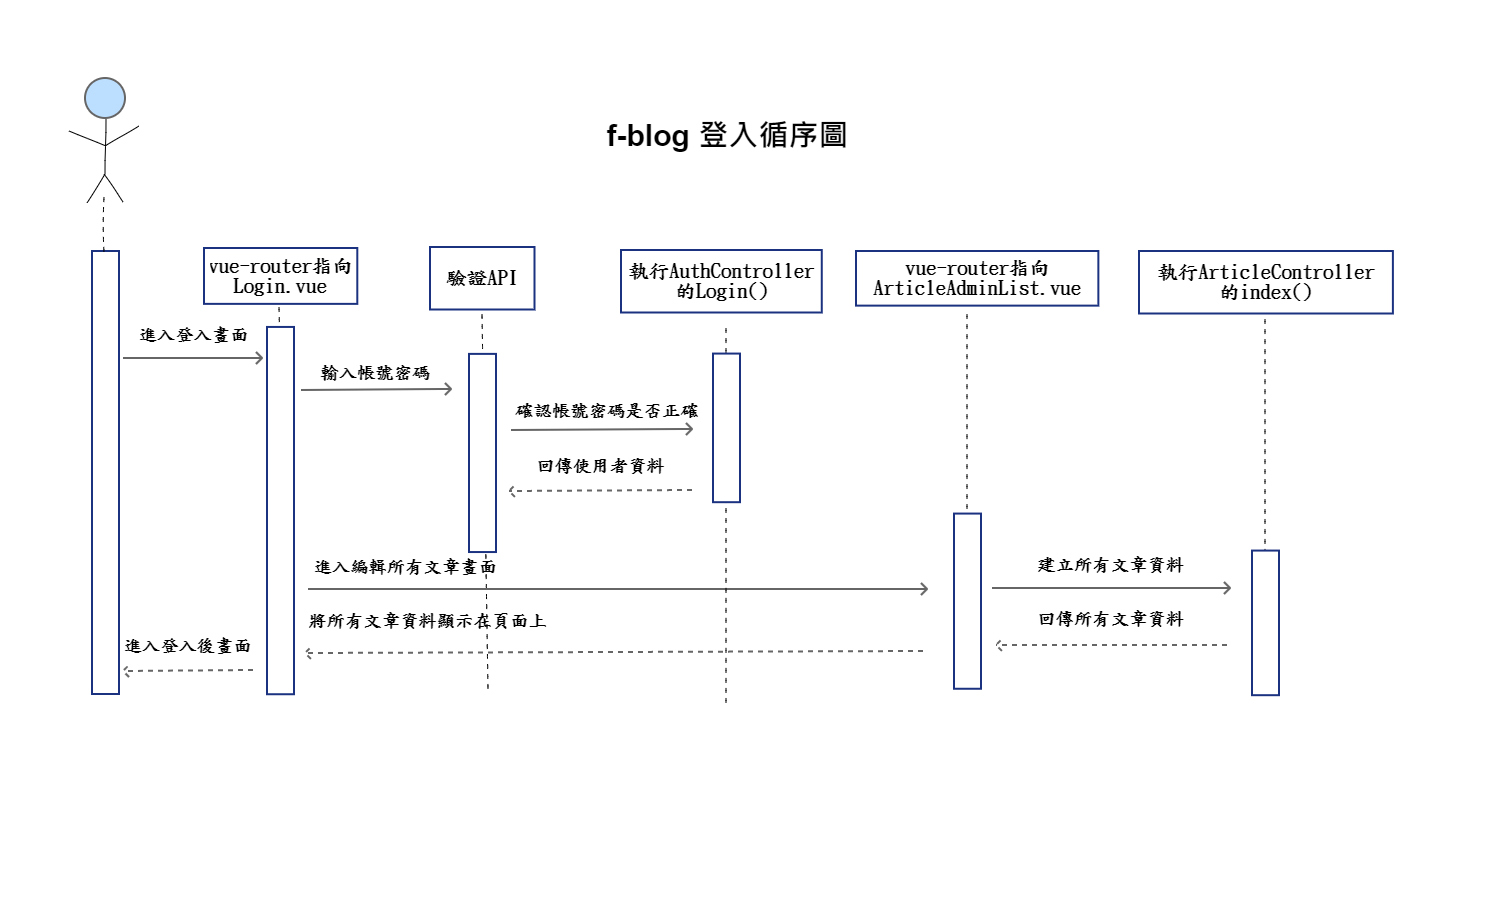 f-blog 登入循序圖
vue-router指向
Login.vue
驗證API
執行AuthController
的Login()
vue-router指向
ArticleAdminList.vue
執行ArticleController
的index()
進入登入畫面
輸入帳號密碼
確認帳號密碼是否正確
回傳使用者資料
進入編輯所有文章畫面
建立所有文章資料
將所有文章資料顯示在頁面上
回傳所有文章資料
進入登入後畫面